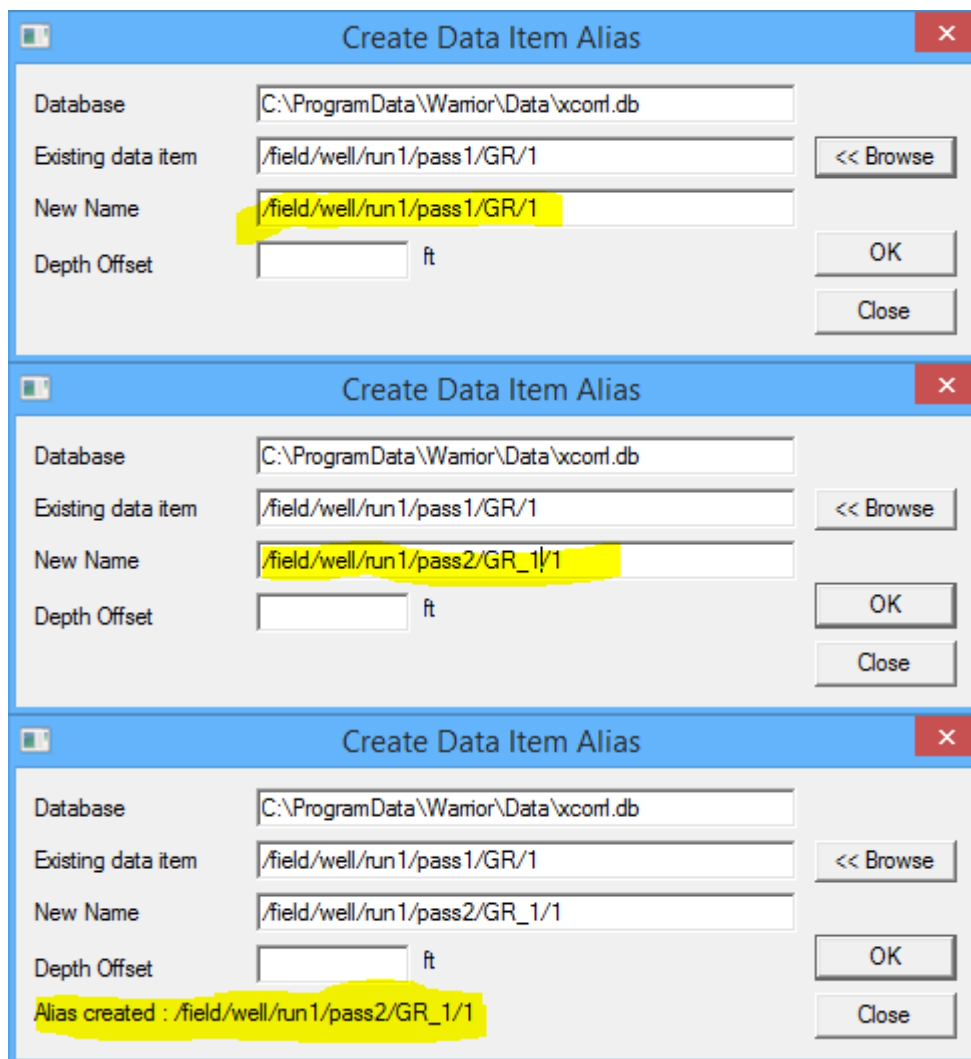 Create Data Item Alias
Database C:\ProgramData\Warrior\Data\xcorrl.db
Existing data item /field/well/run1/pass1/GR/1 << Browse
New Name /field/well/run1/pass1/GR/1
Depth Offset ft OK
Close
Create Data Item Alias
Database C:\ProgramData\Warrior\Data\xcorrl.db
Existing data item /field/well/run1/pass1/GR/1 << Browse
New Name /field/well/run1/pass2/GR_1/1
Depth Offset ft OK
Close
Create Data Item Alias
Database C:\ProgramData\Warrior\Data\xcorrl.db
Existing data item /field/well/run1/pass1/GR/1 << Browse
New Name /field/well/run1/pass2/GR_1/1
Depth Offset ft OK
Alias created : /field/well/run1/pass2/GR_1/1 Close